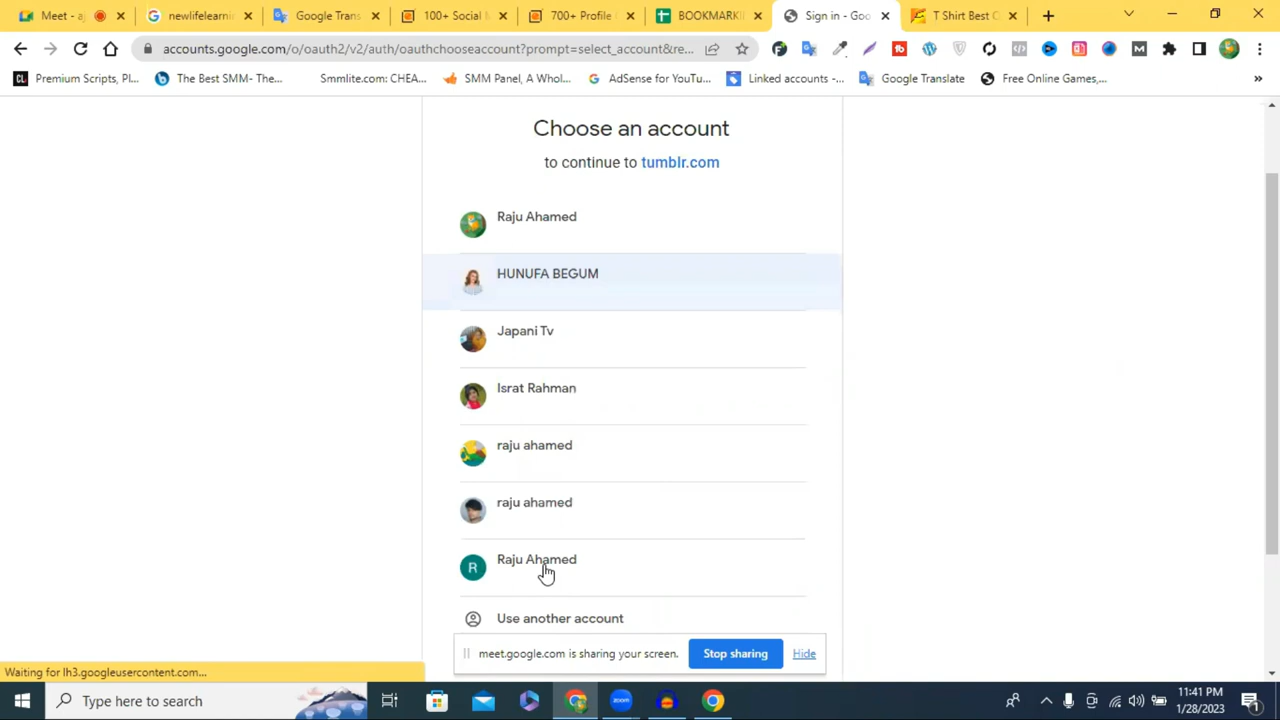 Meet - aj
newlifelearni
Google Trans
100+ Social M
700+ Profile C
BOOKMARKI
Sign in - Goo
T Shirt Best C
accounts.google.com/o/oauth2/v2/auth/oauthchooseaccount?prompt=select_account&re...
Premium Scripts, Pl...
The Best SMM- The...
Smmlite.com: CHEA...
SMM Panel, A Whol...
AdSense for YouTu...
Linked accounts -...
Google Translate
Free Online Games,...
Choose an account
to continue to tumblr.com
Raju Ahamed
HUNUFA BEGUM
Japani Tv
Israt Rahman
raju ahamed
raju ahamed
R Raju Ahamed
Use another account
meet.google.com is sharing your screen.
Stop sharing
Hide
Waiting for lh3.googleusercontent.com...
Type here to search
zoom
11:41 PM
1/28/2023